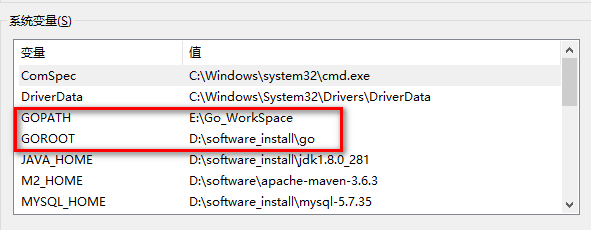 系统变量(S)
变量 值
ComSpec C:\Windows\system32\cmd.exe
DriverData C:\Windows\System32\Drivers\DriverData
GOPATH E:\Go_WorkSpace
GOROOT D:\software_install\go
JAVA_HOME D:\software_install\jdk1.8.0_281
M2_HOME D:\software\apache-maven-3.6.3
MYSQL_HOME D:\software_install\mysql-5.7.35